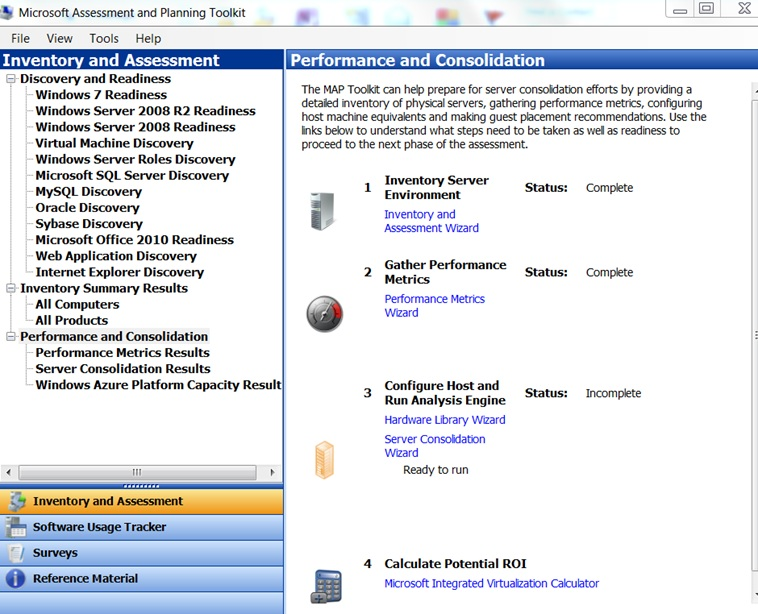 Microsoft Assessment and Planning Toolkit
File View Tools Help
Inventory and Assessment
Discovery and Readiness
Windows 7 Readiness
Windows Server 2008 R2 Readiness
Windows Server 2008 Readiness
Virtual Machine Discovery
Windows Server Roles Discovery
Microsoft SQL Server Discovery
MySQL Discovery
Oracle Discovery
Sybase Discovery
Microsoft Office 2010 Readiness
Web Application Discovery
Internet Explorer Discovery
Inventory Summary Results
All Computers
All Products
Performance and Consolidation
Performance Metrics Results
Server Consolidation Results
Windows Azure Platform Capacity Result
Inventory and Assessment
Software Usage Tracker
Surveys
Reference Material
Performance and Consolidation
The MAP Toolkit can help prepare for server consolidation efforts by providing a
detailed inventory of physical servers, gathering performance metrics, configuring
host machine equivalents and making guest placement recommendations. Use the
links below to understand what steps need to be taken as well as readiness to
proceed to the next phase of the assessment.
1 Inventory Server Status: Complete
Environment
Inventory and
Assessment Wizard
2 Gather Performance Status: Complete
Metrics
Performance Metrics
Wizard
3 Configure Host and Status: Incomplete
Run Analysis Engine
Hardware Library Wizard
Server Consolidation
Wizard
Ready to run
4 Calculate Potential ROI
Microsoft Integrated Virtualization Calculator